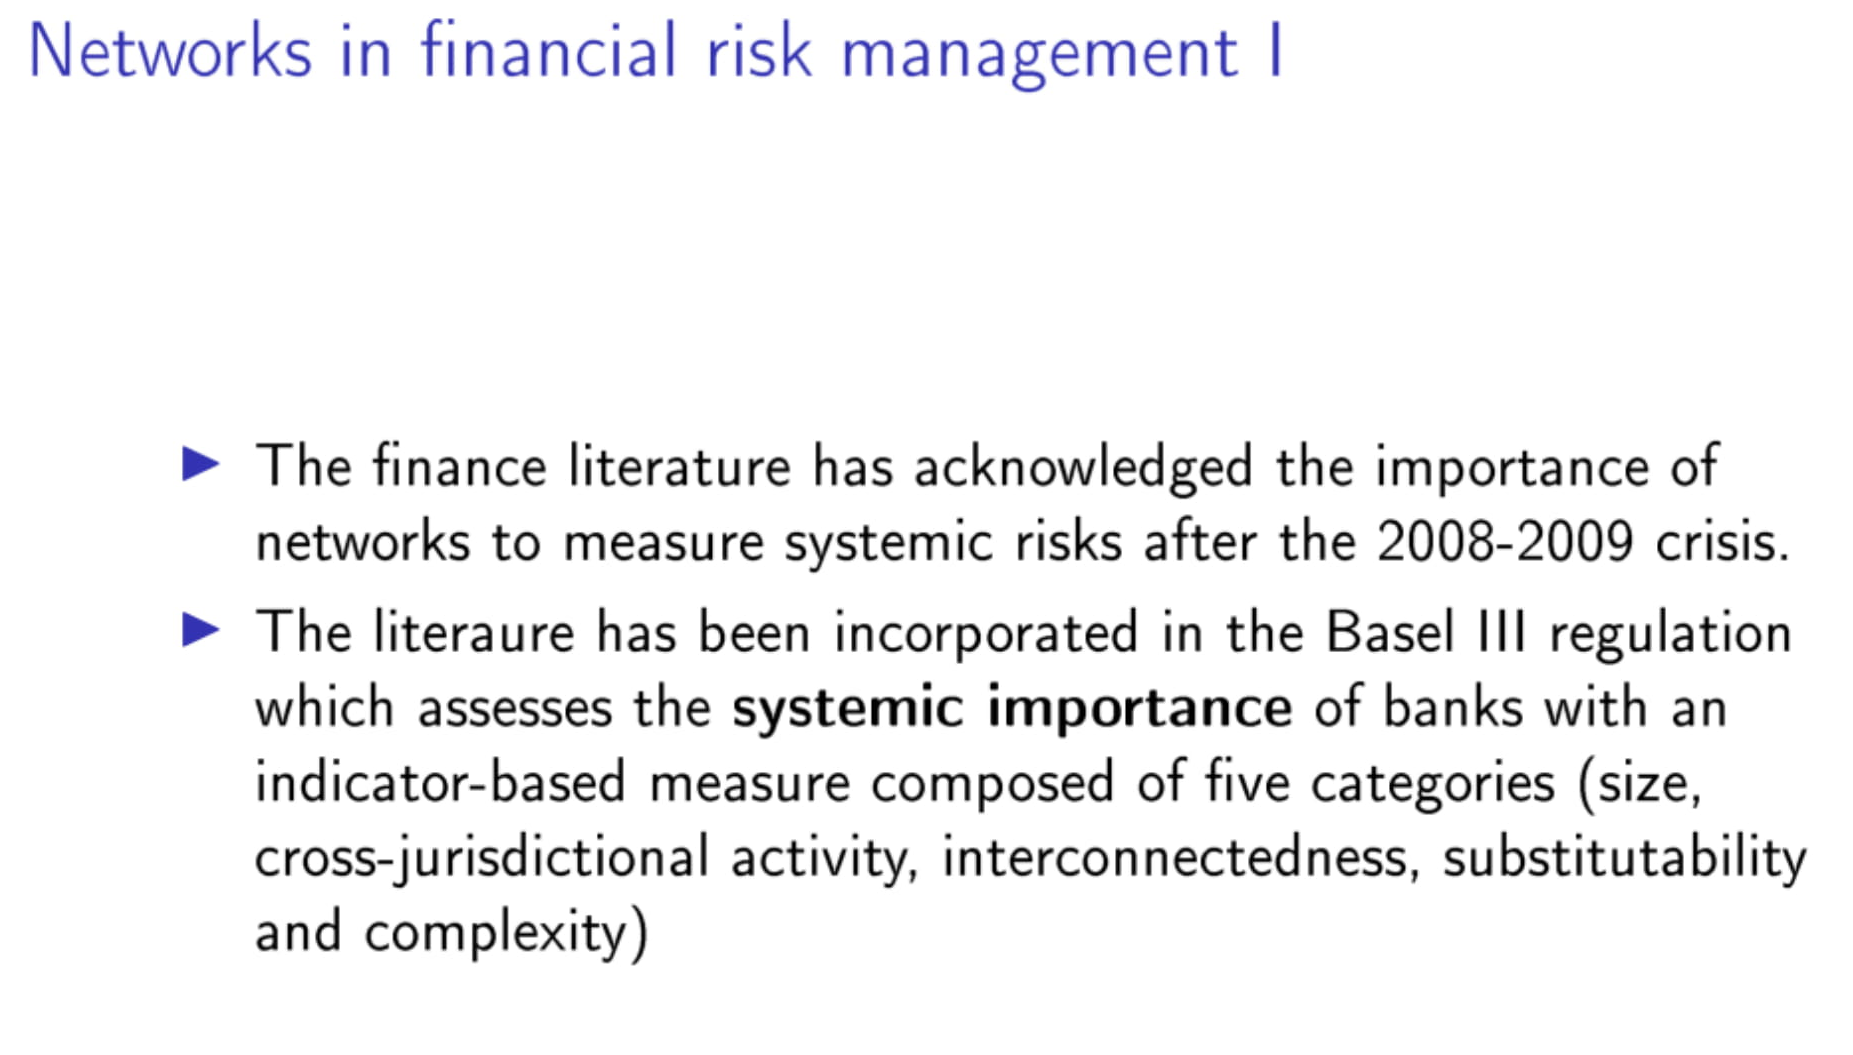 Networks in financial risk management I
▶ The finance literature has acknowledged the importance of
networks to measure systemic risks after the 2008-2009 crisis.
▶ The literaure has been incorporated in the Basel III regulation
which assesses the systemic importance of banks with an
indicator-based measure composed of five categories (size,
cross-jurisdictional activity, interconnectedness, substitutability
and complexity)